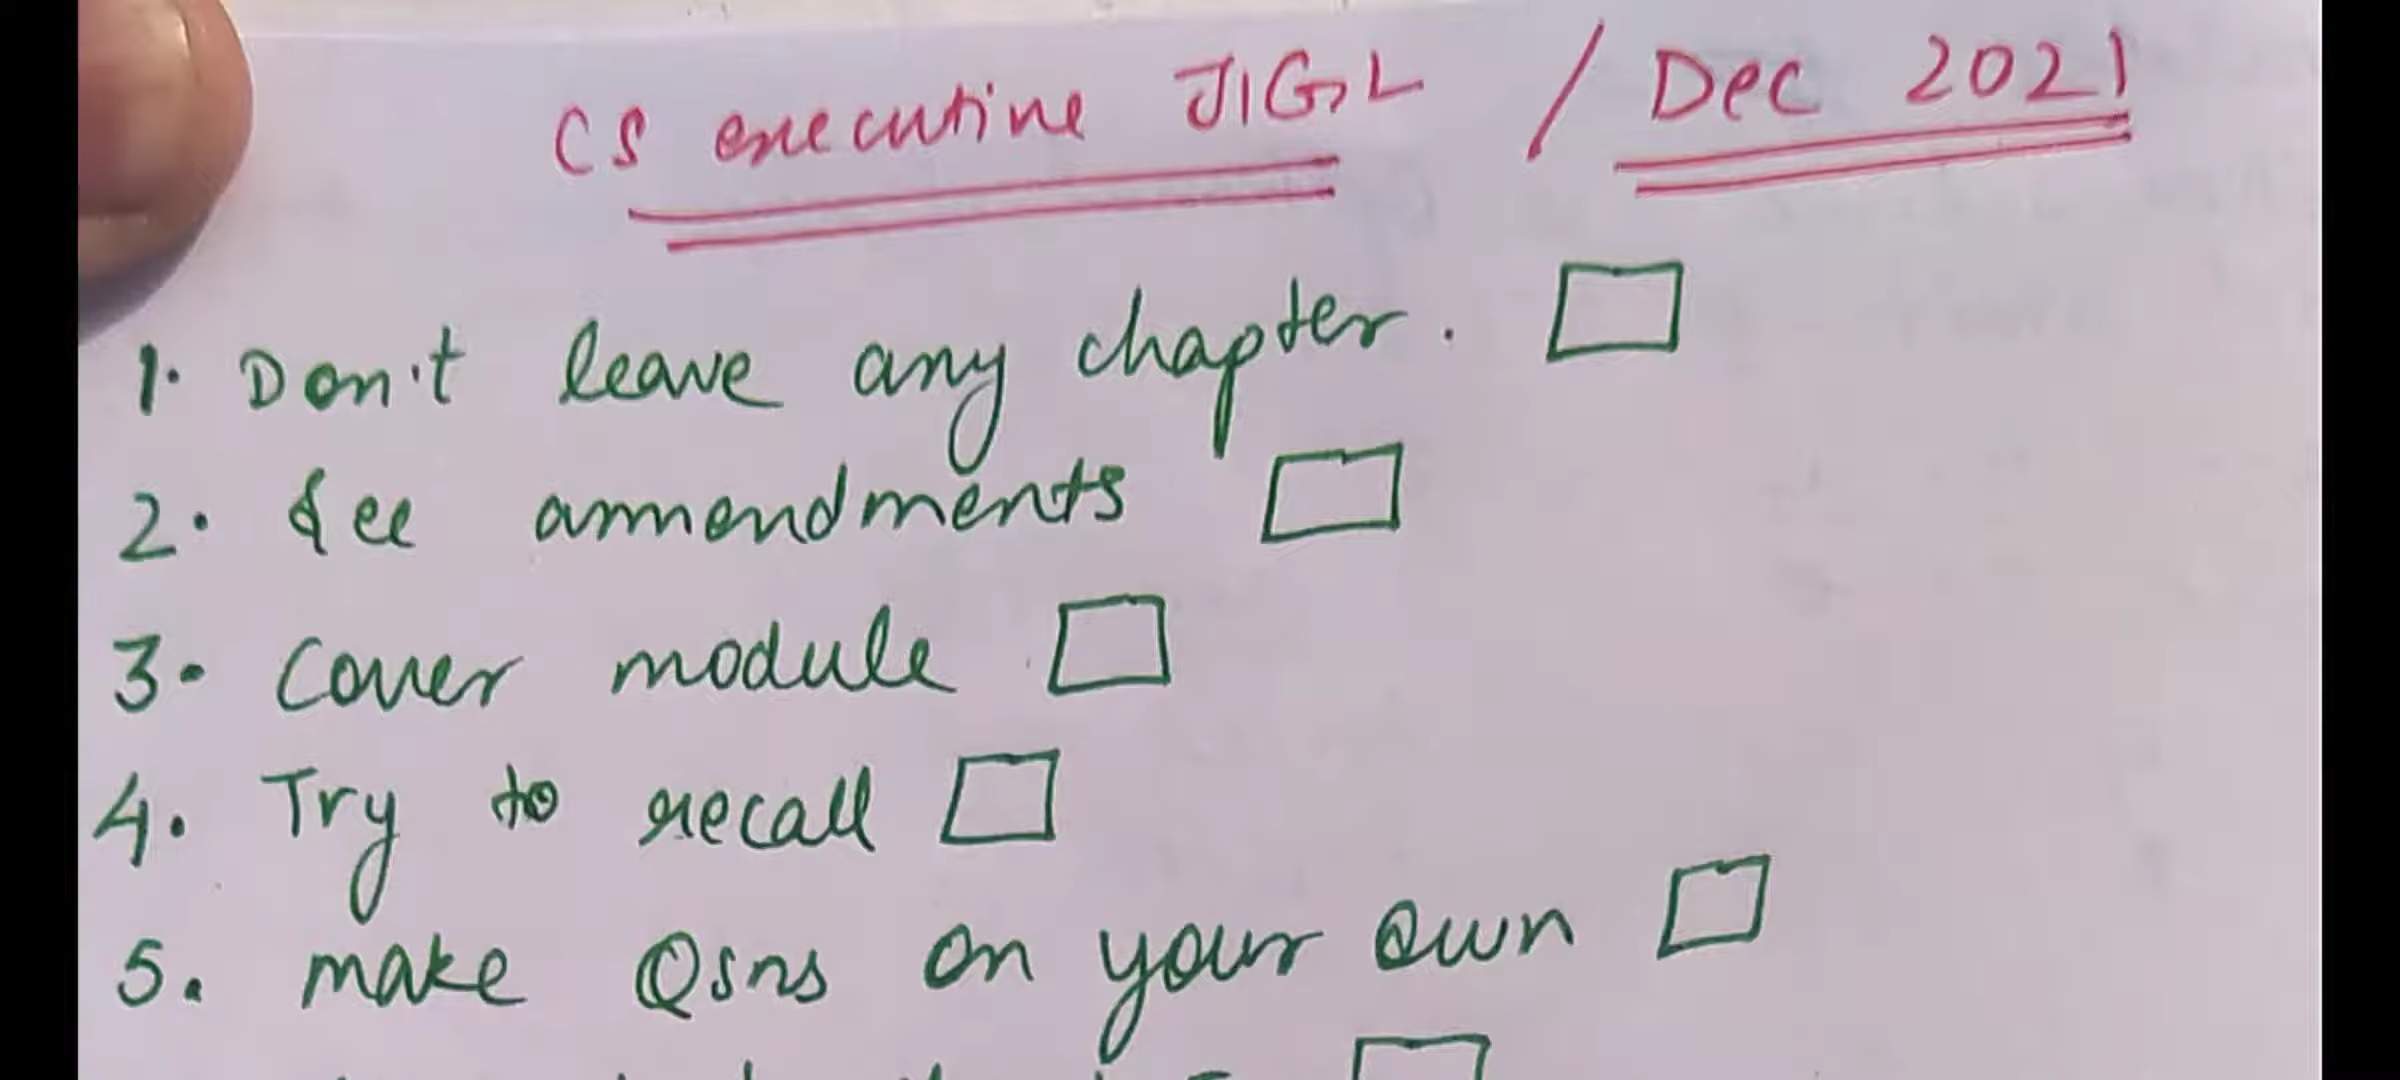 CS executive JIGL / Dec 2021
1. Don't leave any chapter.
2. See ammendments
3. Cover module
4. Try to recall
5. make Qsns on your own